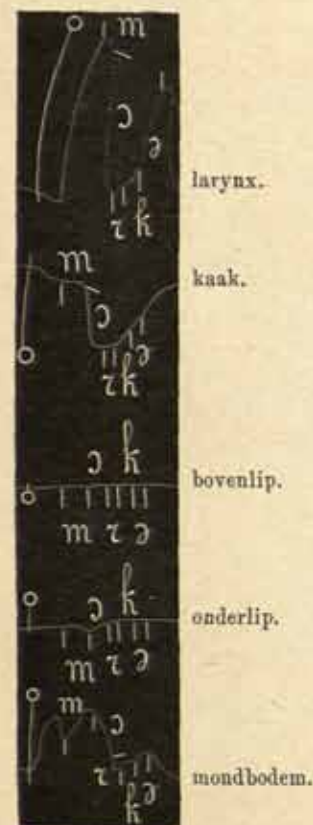 m
ɔ
ə
larynx.
r k
m
kaak.
ɔ
ə
r k
ɔ k
bovenlip.
m r ə
ɔ k
onderlip.
m r ə
m
ɔ
r ə
mondbodem.
k